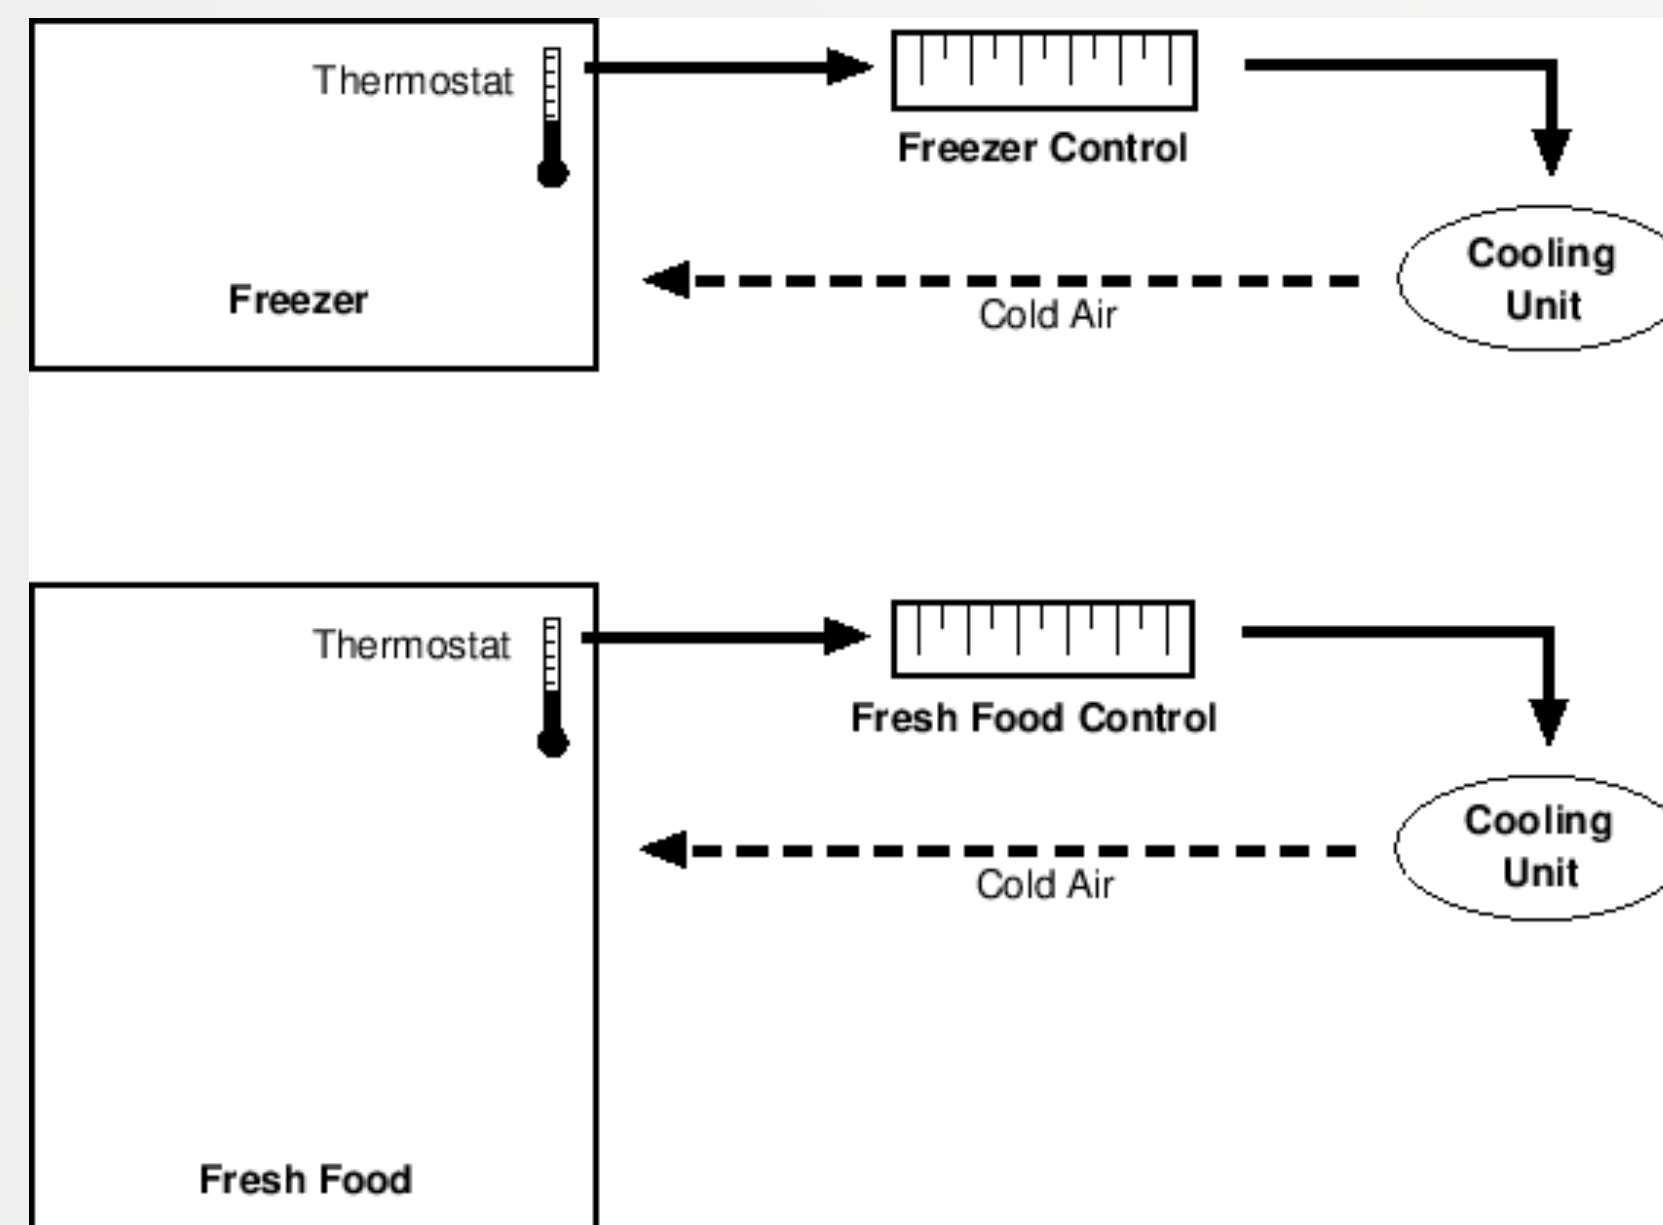 Thermostat
Freezer Control
Cooling
Unit
Cold Air
Freezer
Thermostat
Fresh Food Control
Cooling
Unit
Cold Air
Fresh Food